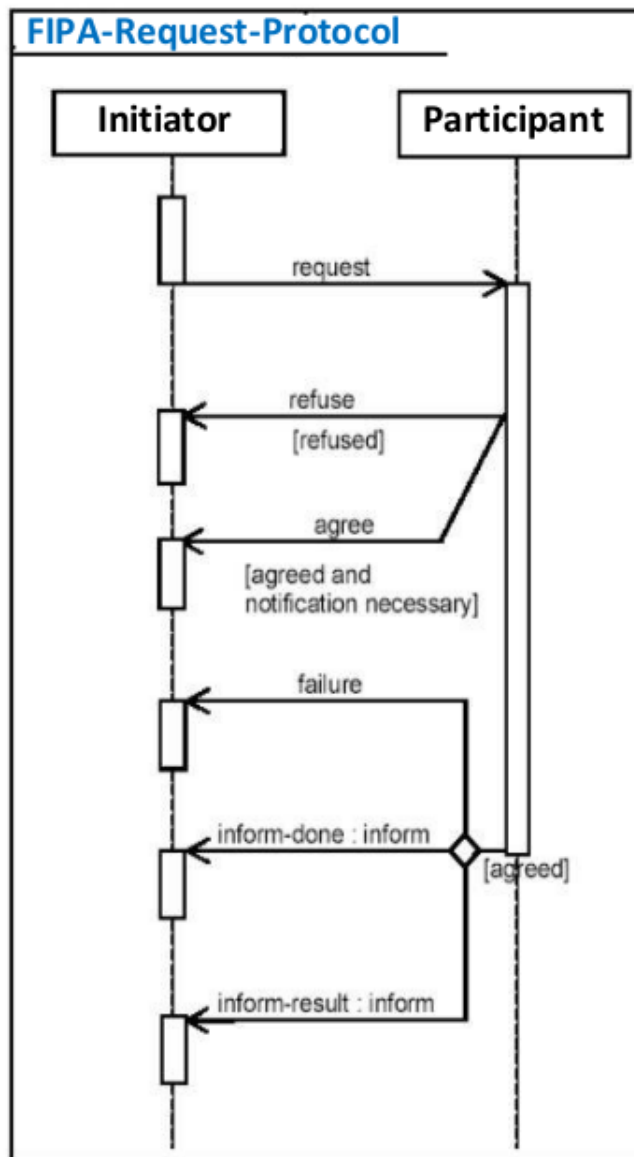 FIPA-Request-Protocol
Initiator
Participant
request
refuse
[refused]
agree
[agreed and
notification necessary]
failure
inform-done : inform
[agreed]
inform-result : inform